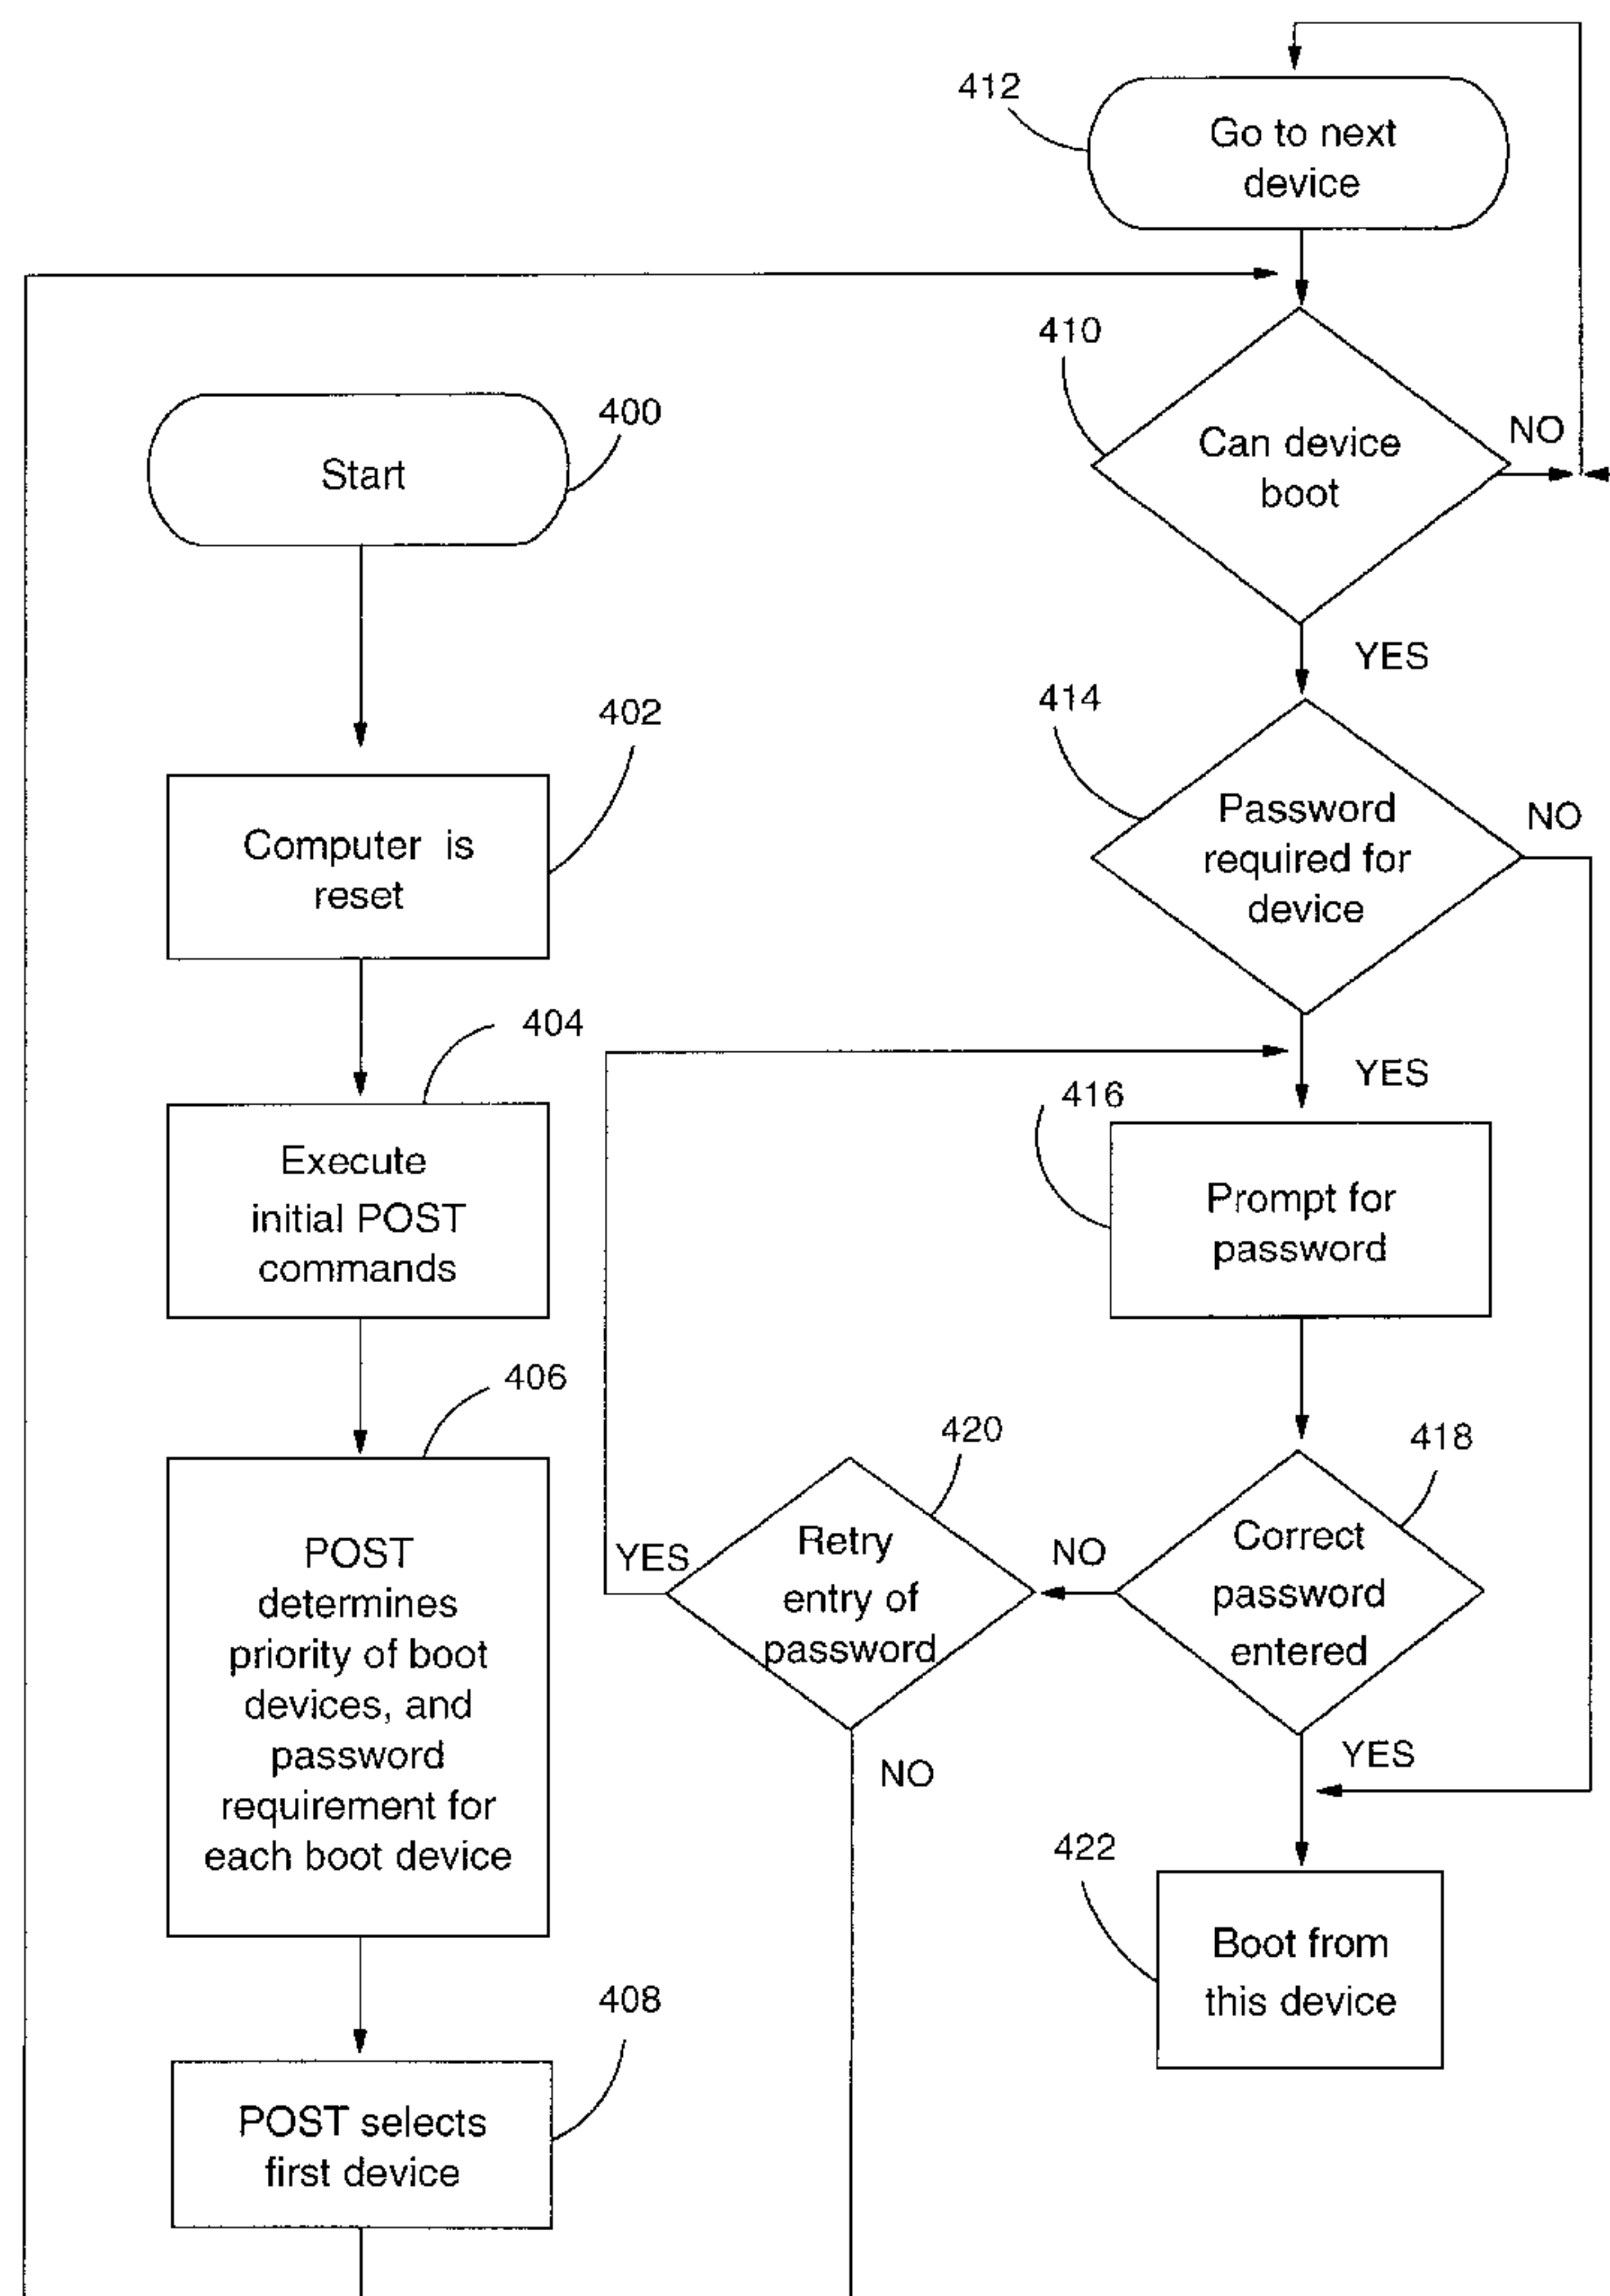 400
Start
402
Computer is
reset
404
Execute
initial POST
commands
406
POST
determines
priority of boot
devices, and
password
requirement for
each boot device
408
POST selects
first device
412
Go to next
device
410
Can device
boot
NO
YES
414
Password
required for
device
NO
YES
416
Prompt for
password
418
Correct
password
entered
NO
YES
420
Retry
entry of
password
YES
NO
422
Boot from
this device